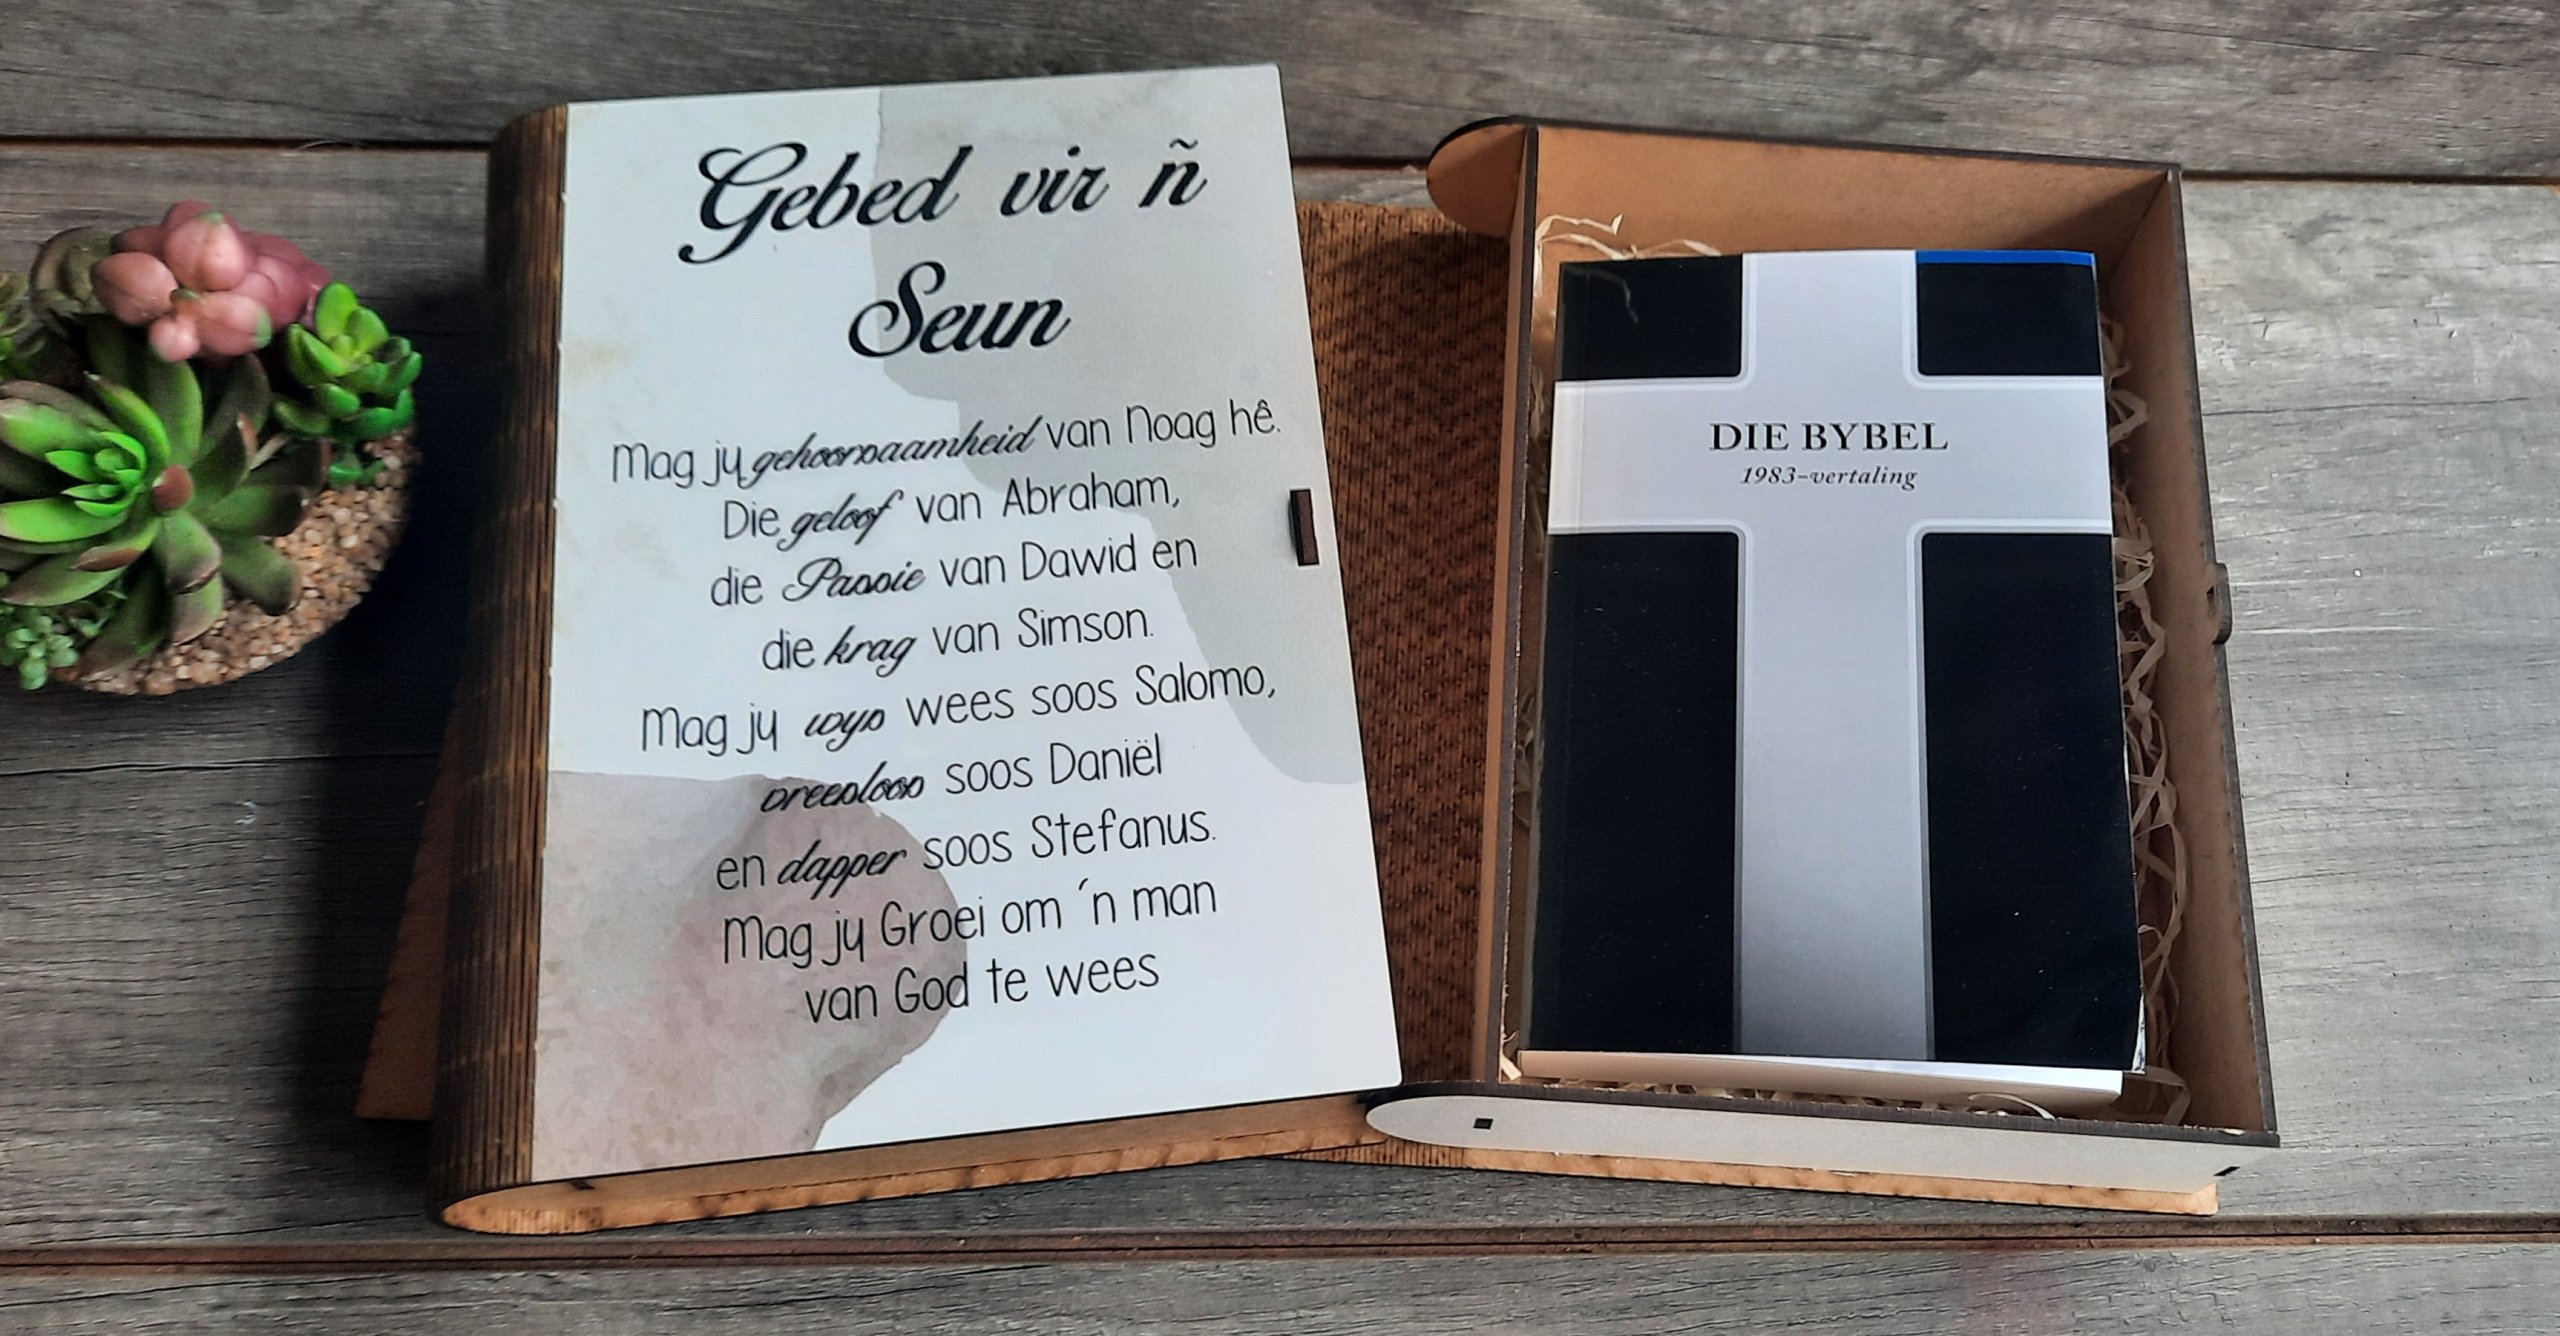 Gebed vir ñ
Seun
Mag jy gehoorsaamheid van Noag hê.
Die geloof van Abraham,
die Passie van Dawid en
die krag van Simson.
Mag jy wys wees soos Salomo,
vreesloos soos Daniël
en dapper soos Stefanus.
Mag jy Groei om ´n man
van God te wees
DIE BYBEL
1983-vertaling